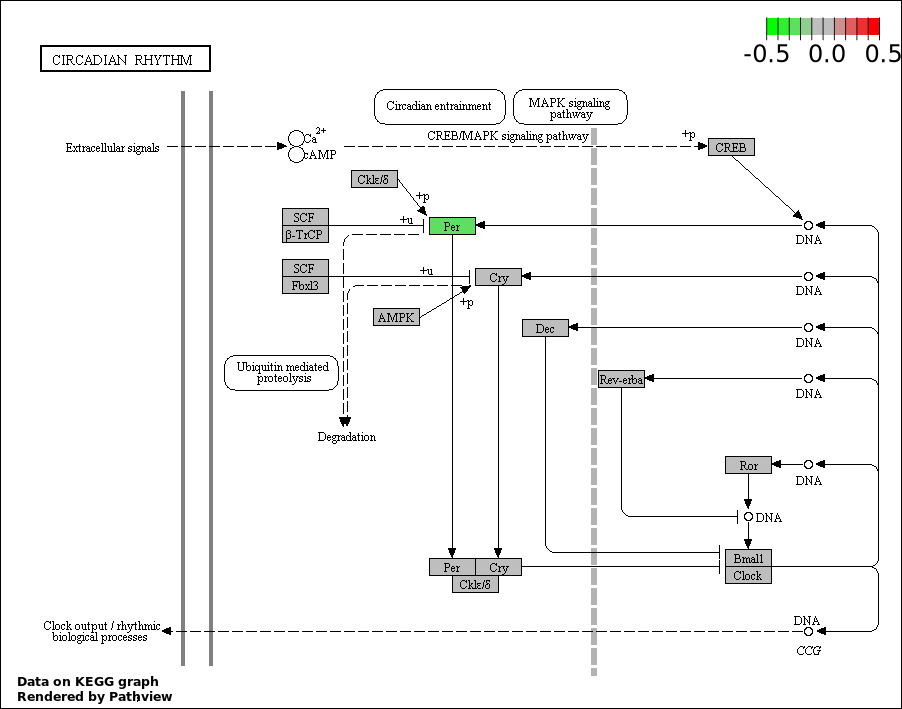 -0.5 0.0 0.5
CIRCADIAN RHYTHM
Circadian entrainment
MAPK signaling
pathway
CREB/MAPK signaling pathway
+p
Extracellular signals
Ca 2+
cAMP
CREB
CkIε/δ
+p
SCF
β-TrCP
+u
Per
DNA
SCF
Fbxl3
+u
Cry
DNA
+p
AMPK
Dec
DNA
Ubiquitin mediated
proteolysis
Rev-erba
DNA
Degradation
Ror
DNA
DNA
Per Cry
CkIε/δ
Bmal1
Clock
Clock output / rhythmic
biological processes
DNA
CCG
Data on KEGG graph
Rendered by Pathview